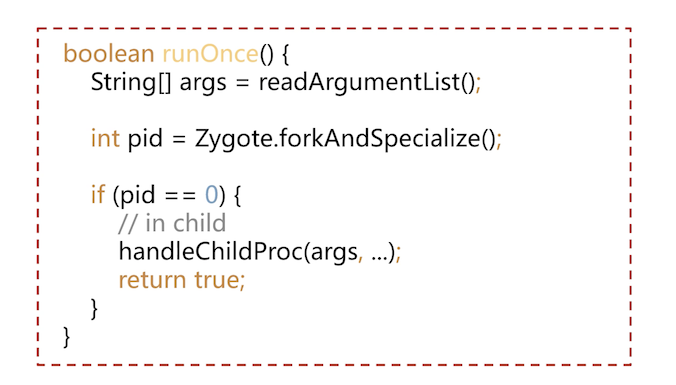 boolean runOnce() {
String[] args = readArgumentList();
int pid = Zygote.forkAndSpecialize();
if (pid == 0) {
// in child
handleChildProc(args, ...);
return true;
}
}